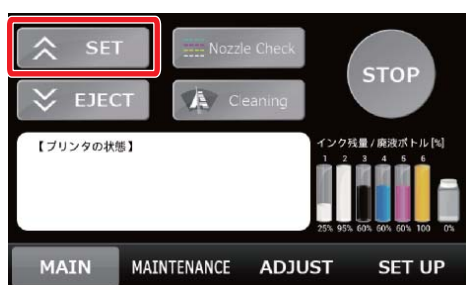 SET
Nozzle Check
STOP
EJECT
Cleaning
【プリンタの状態】
インク残量/廃液ボトル[%]
1 2 3 4 5 6
25% 95% 60% 60% 60% 100 0%
MAIN MAINTENANCE ADJUST SET UP